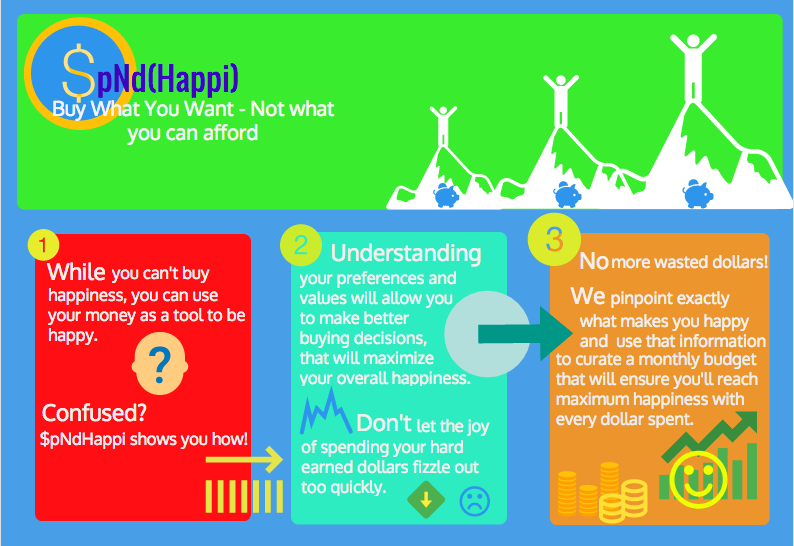 $pNd(Happi)
Buy What You Want - Not what
you can afford
1
While you can't buy
happiness, you can use
your money as a tool to be
happy.
?
Confused?
$pNdHappi shows you how!
2
Understanding
your preferences and
values will allow you
to make better
buying decisions,
that will maximize
your overall happiness.
Don't let the joy
of spending your hard
earned dollars fizzle out
too quickly.
3
No more wasted dollars!
We pinpoint exactly
what makes you happy
and use that information
to curate a monthly budget
that will ensure you'll reach
maximum happiness with
every dollar spent.